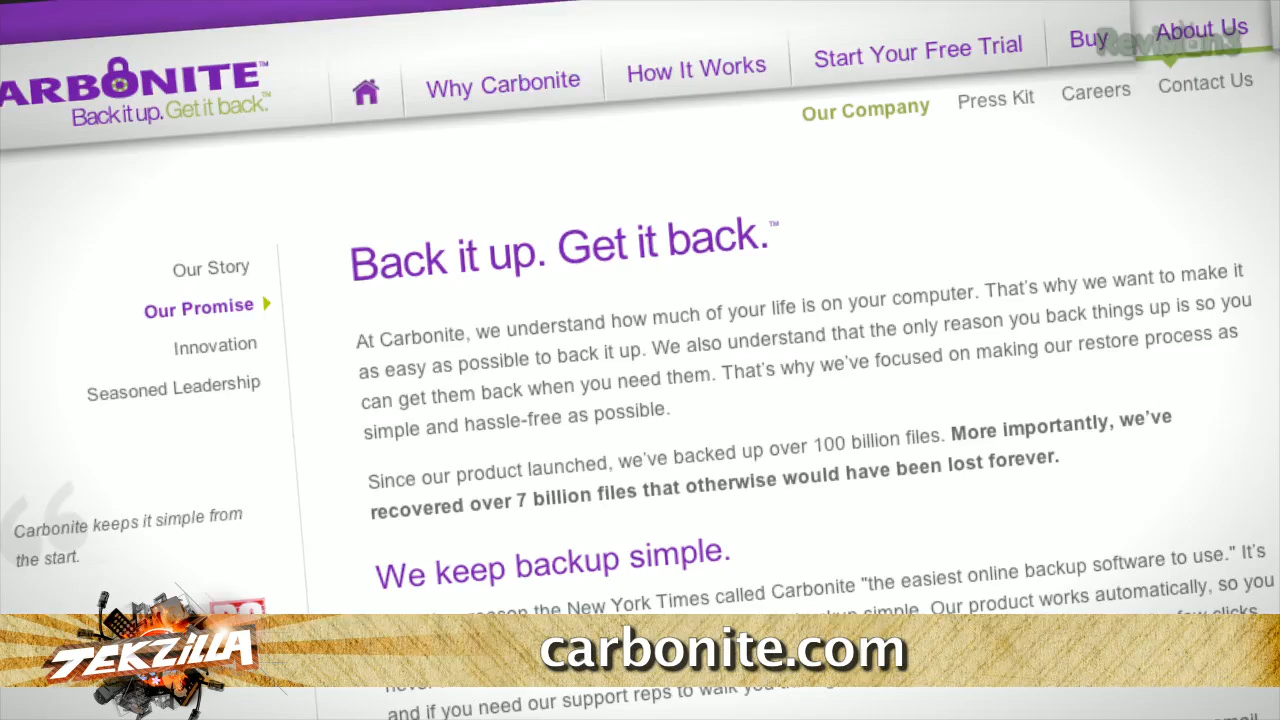 ARBONITE™
Back it up. Get it back.™
Why Carbonite
How It Works
Start Your Free Trial
Buy
About Us
Revision3
Our Company
Press Kit
Careers
Contact Us
Our Story
Our Promise
Innovation
Seasoned Leadership
“
Carbonite keeps it simple from
the start.
Back it up. Get it back.™
At Carbonite, we understand how much of your life is on your computer. That's why we want to make it
as easy as possible to back it up. We also understand that the only reason you back things up is so you
can get them back when you need them. That's why we've focused on making our restore process as
simple and hassle-free as possible.
Since our product launched, we've backed up over 100 billion files. More importantly, we've
recovered over 7 billion files that otherwise would have been lost forever.
We keep backup simple.
the New York Times called Carbonite "the easiest online backup software to use." It's
simple. Our product works automatically, so you
few clicks
TEKZILLA
carbonite.com
and if you need our support reps to walk you
email